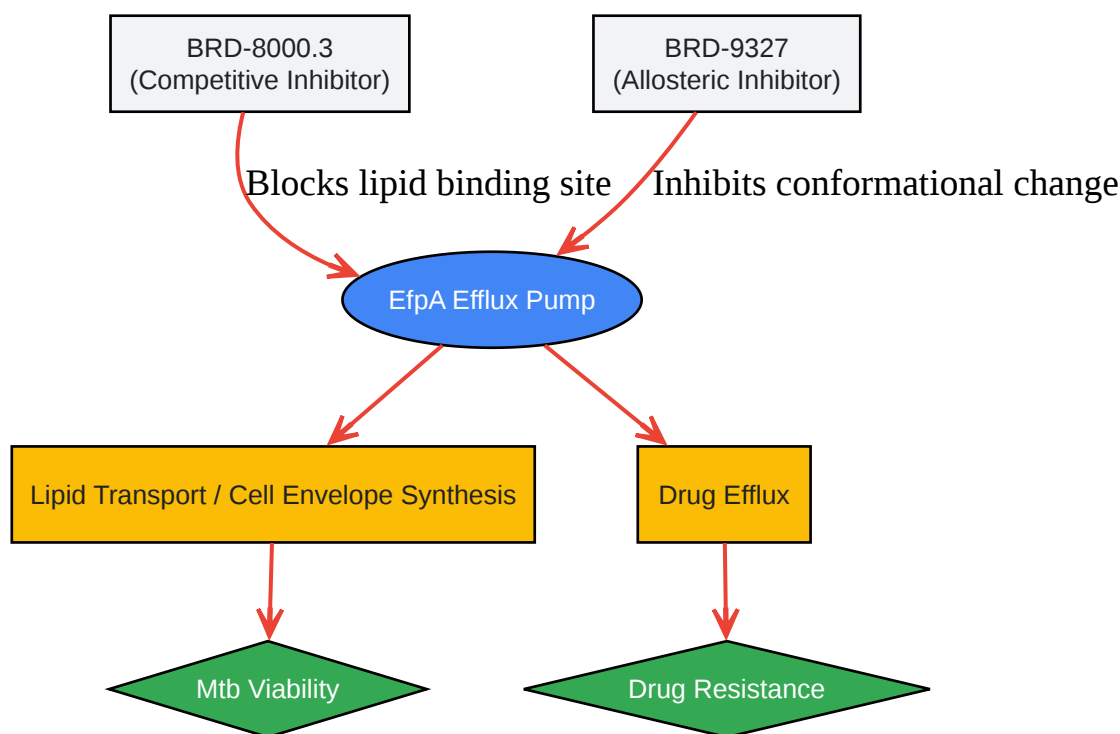 BRD-8000.3
(Competitive Inhibitor)
BRD-9327
(Allosteric Inhibitor)
Blocks lipid binding site
Inhibits conformational change
EfpA Efflux Pump
Lipid Transport / Cell Envelope Synthesis
Drug Efflux
Mtb Viability
Drug Resistance